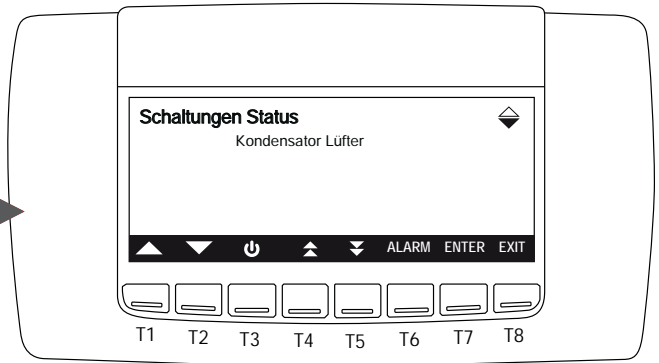 Schaltungen Status
Kondensator Lüfter
ALARM ENTER EXIT
T1 T2 T3 T4 T5 T6 T7 T8